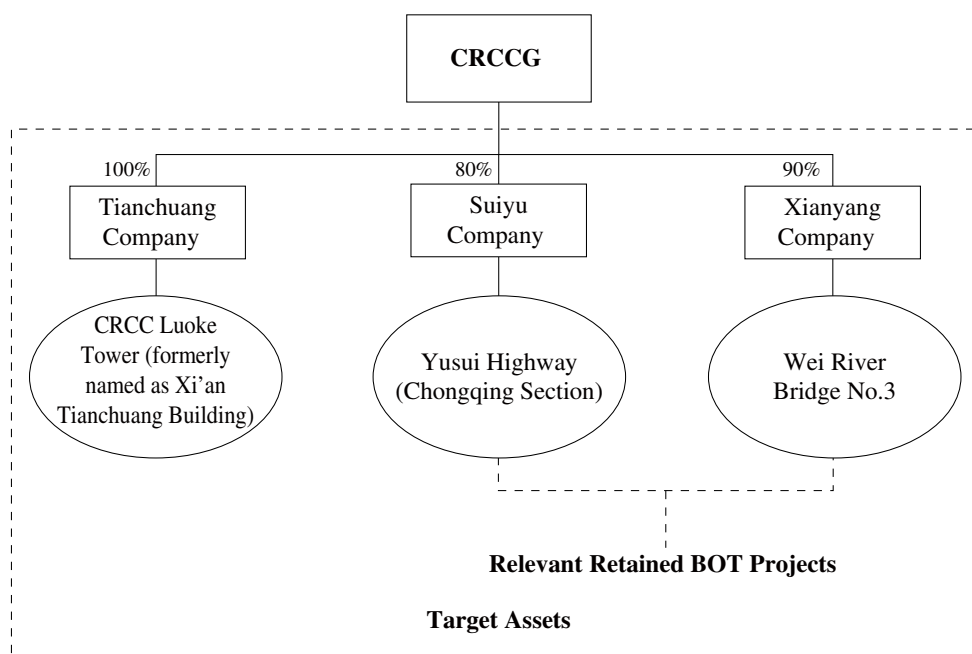 CRCCG
100%
80%
90%
Tianchuang
Company
Suiyu
Company
Xianyang
Company
CRCC Luoke
Tower (formerly
named as Xi’an
Tianchuang Building)
Yusui Highway
(Chongqing Section)
Wei River
Bridge No.3
Relevant Retained BOT Projects
Target Assets